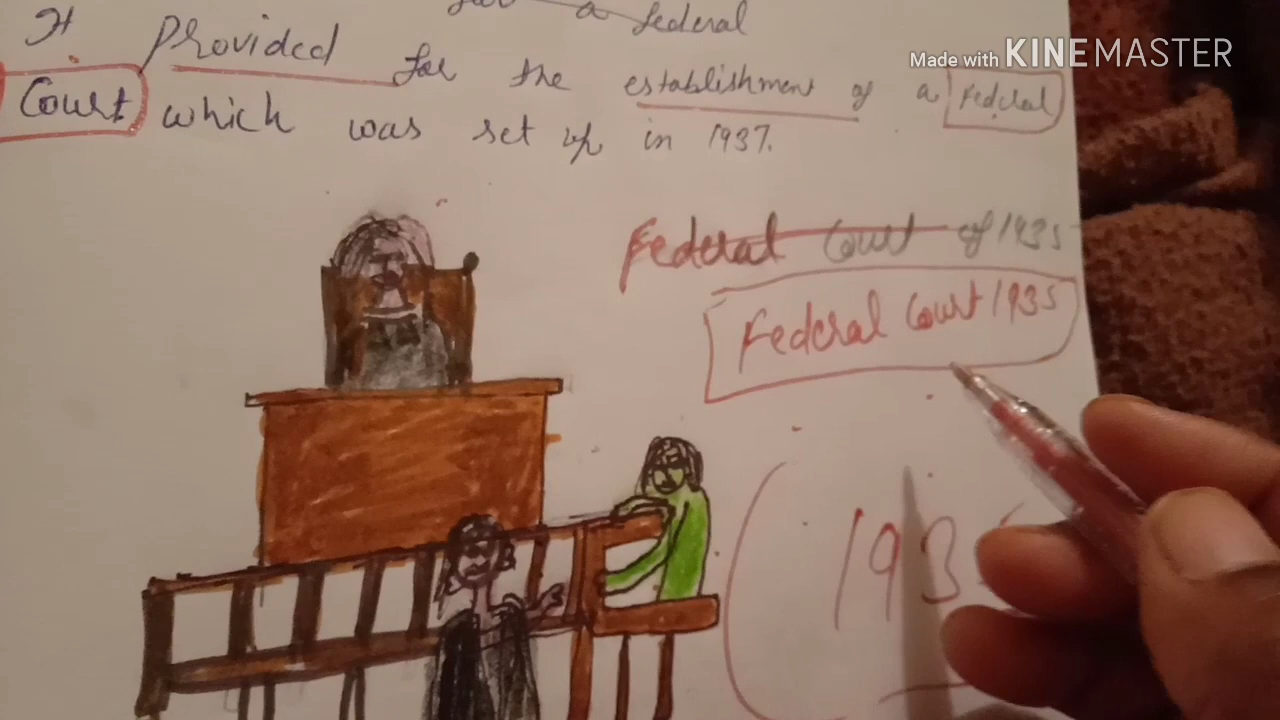 for a federal
Made with KINEMASTER
It provided for the establishment of a Federal
Court which was set up in 1937.
Federal Court of 1935
Federal Court 1935
193